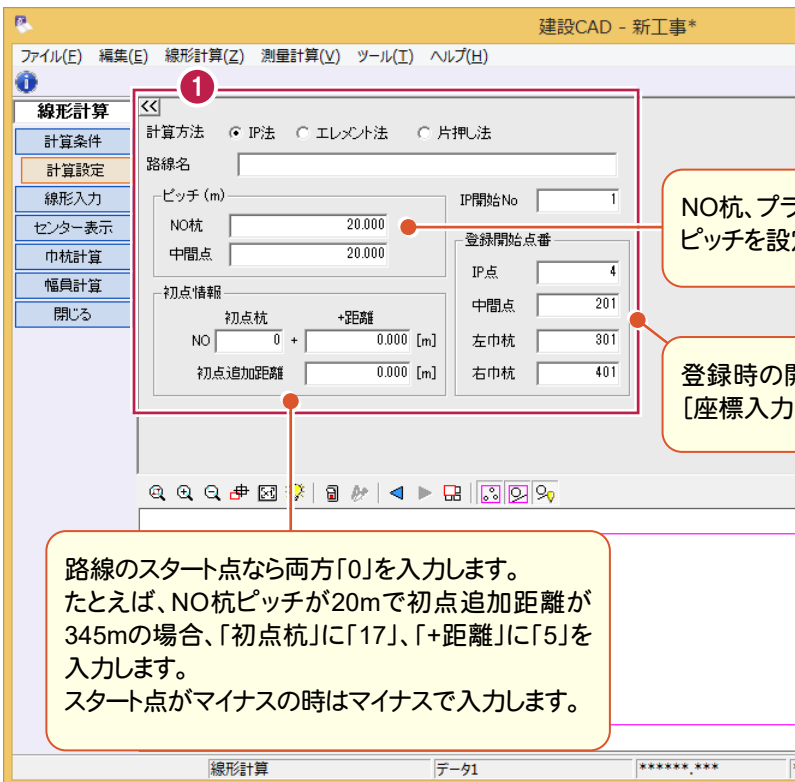 建設CAD - 新工事*
ファイル(F) 編集(E) 線形計算(Z) 測量計算(V) ツール(T) ヘルプ(H)
1
線形計算
計算条件
計算設定
線形入力
センター表示
巾杭計算
幅員計算
閉じる
<<
計算方法 IP法 エレメント法 片押し法
路線名
ピッチ (m)
NO杭 20.000
中間点 20.000
IP開始No 1
登録開始点番
IP点 4
中間点 201
左巾杭 301
右巾杭 401
初点情報
初点杭 +距離
NO 0 + 0.000 [m]
初点追加距離 0.000 [m]
NO杭、プラ
ピッチを設定
登録時の開
[座標入力
路線のスタート点なら両方「0」を入力します。
たとえば、NO杭ピッチが20mで初点追加距離が
345mの場合、「初点杭」に「17」、「+距離」に「5」を
入力します。
スタート点がマイナスの時はマイナスで入力します。
線形計算 データ1 ******.***